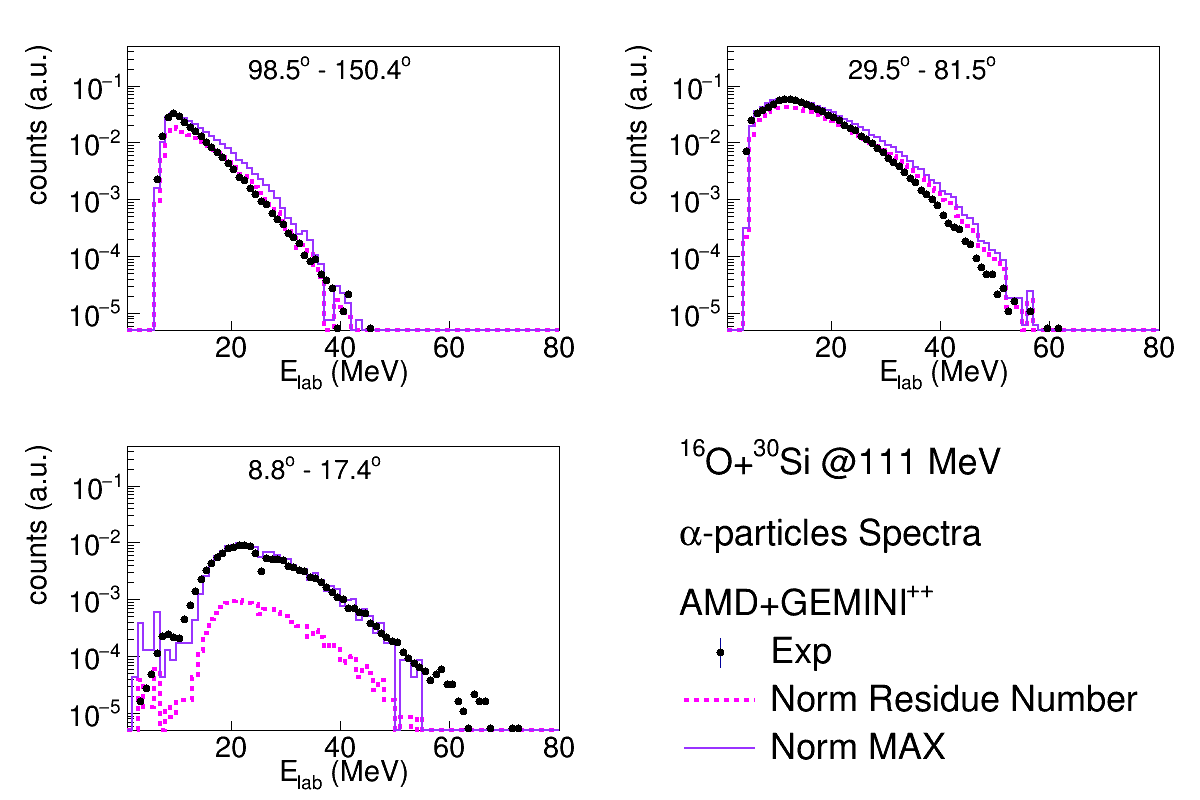 98.5° - 150.4°
counts (a.u.)
10⁻¹
10⁻²
10⁻³
10⁻⁴
10⁻⁵
20 40 60 80
E_lab (MeV)
29.5° - 81.5°
counts (a.u.)
10⁻¹
10⁻²
10⁻³
10⁻⁴
10⁻⁵
20 40 60 80
E_lab (MeV)
8.8° - 17.4°
counts (a.u.)
10⁻¹
10⁻²
10⁻³
10⁻⁴
10⁻⁵
20 40 60 80
E_lab (MeV)
¹⁶O+³⁰Si @111 MeV
α-particles Spectra
AMD+GEMINI⁺⁺
Exp
Norm Residue Number
Norm MAX